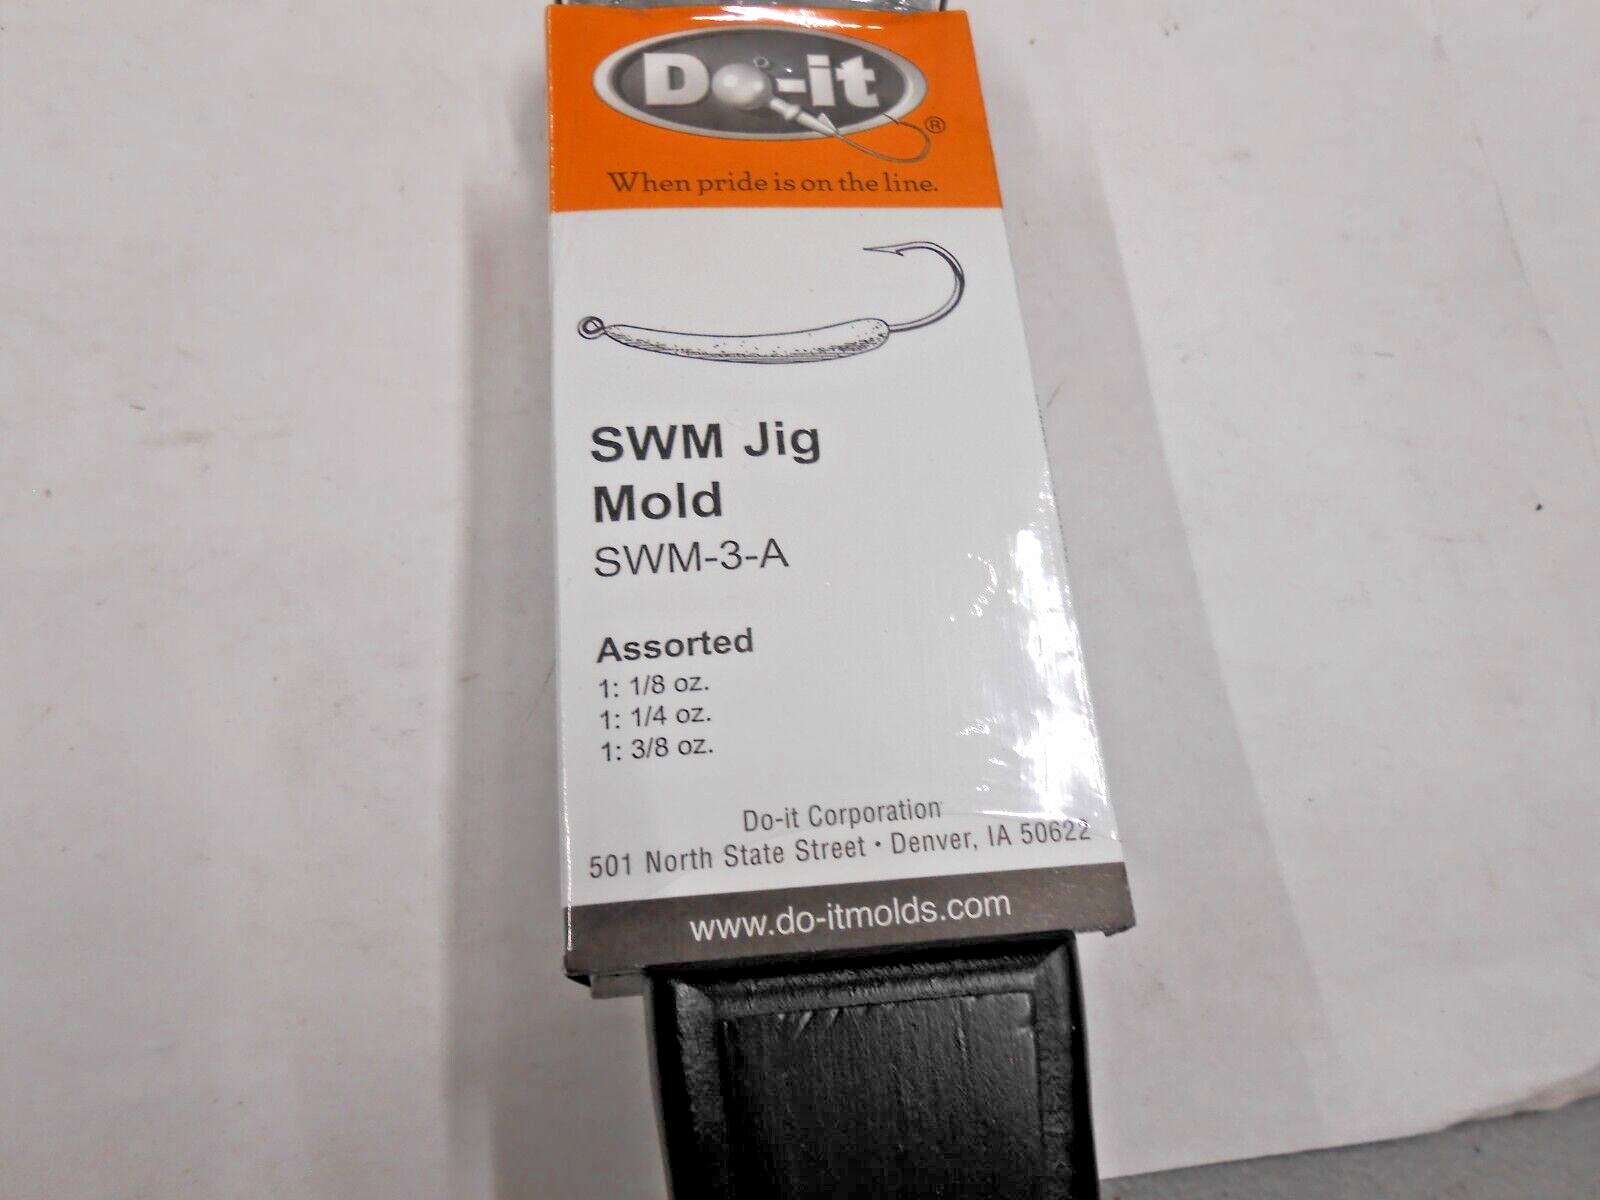 Do-it
®
When pride is on the line.
SWM Jig
Mold
SWM-3-A
Assorted
1: 1/8 oz.
1: 1/4 oz.
1: 3/8 oz.
Do-it Corporation
501 North State Street • Denver, IA 50622
www.do-itmolds.com